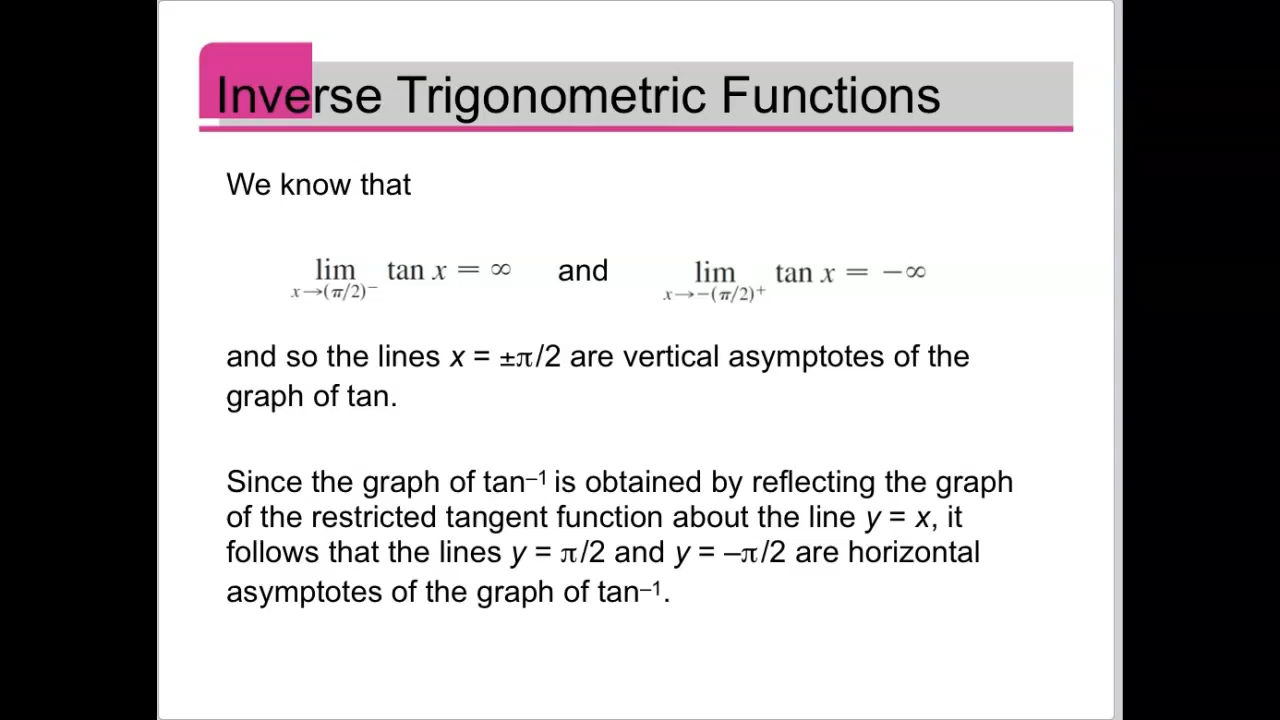 Inverse Trigonometric Functions
We know that
lim x→(π/2)⁻ tan x = ∞ and lim x→−(π/2)⁺ tan x = −∞
and so the lines x = ±π/2 are vertical asymptotes of the
graph of tan.
Since the graph of tan⁻¹ is obtained by reflecting the graph
of the restricted tangent function about the line y = x, it
follows that the lines y = π/2 and y = –π/2 are horizontal
asymptotes of the graph of tan⁻¹.